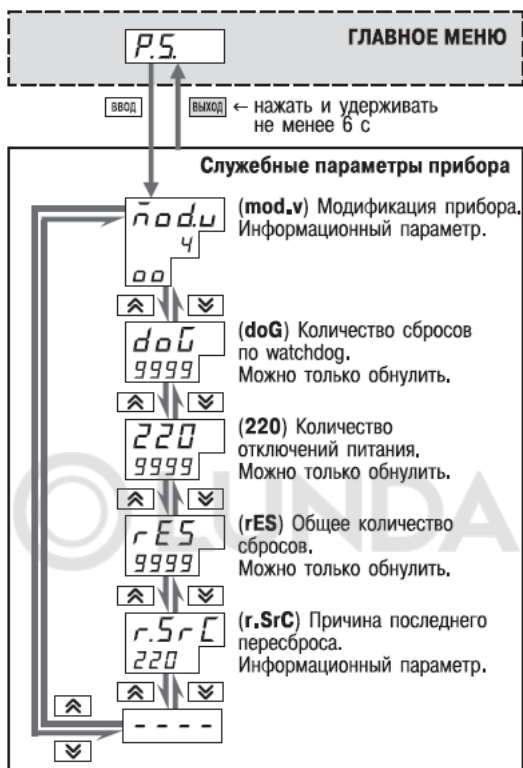 ГЛАВНОЕ МЕНЮ
P.S.
ввод
выход ← нажать и удерживать
не менее 6 с
Служебные параметры прибора
mod.v
4
oo
(mod.v) Модификация прибора.
Информационный параметр.
doG
9999
(doG) Количество сбросов
по watchdog.
Можно только обнулить.
220
9999
(220) Количество
отключений питания.
Можно только обнулить.
rES
9999
(rES) Общее количество
сбросов.
Можно только обнулить.
r.SrC
220
(r.SrC) Причина последнего
пересброса.
Информационный параметр.
- - - -
LUNDA